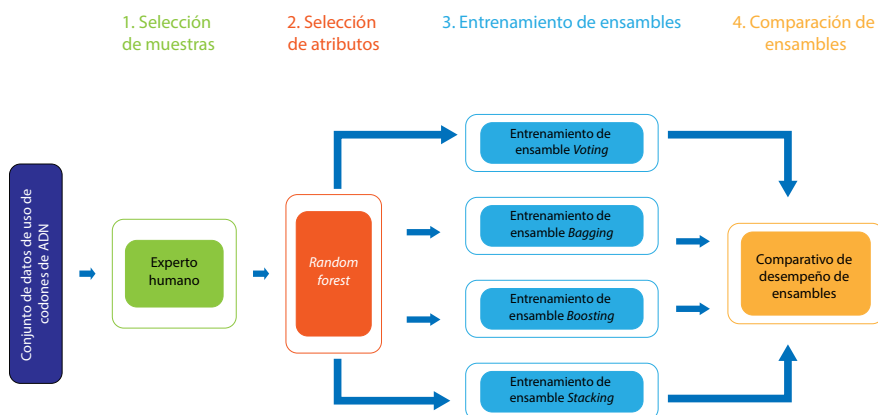 1. Selección
de muestras
2. Selección
de atributos
3. Entrenamiento de ensambles
4. Comparación de
ensambles
Conjunto de datos de uso de
codones de ADN
Experto
humano
Random
forest
Entrenamiento de
ensamble Voting
Entrenamiento de
ensamble Bagging
Entrenamiento de
ensamble Boosting
Entrenamiento de
ensamble Stacking
Comparativo de
desempeño de
ensambles